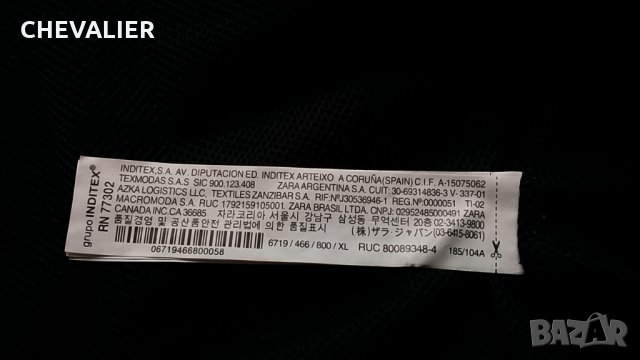 CHEVALIER
grupo INDITEX®
RN 77302
INDITEX,S.A. AV. DIPUTACION ED. INDITEX ARTEIXO A CORUÑA(SPAIN) C.I.F. A-15075062
TEXMODAS S.A.S SIC 900.123.408 ZARA ARGENTINA S.A. CUIT: 30-69314836-3 V-337-01
AZKA LOGISTICS LLC, TEXTILES ZANZIBAR S.A. RIF:NºJ30536946-1 REG.Nº0000051 TI-02
MACROMODA S.A. RUC 1792159105001. ZARA BRASIL LTDA CNPJ: 02952485000491 ZARA
CANADA INC.CA 36685 자라코리아 서울시 강남구 삼성동 무역센터 20층 02-3413-9800
품질경영 및 공산품안전 관리법에 의한 품질표시 (株)ザラ・ジャパン (03-6415-8061)
06719466800058
6719 / 466 / 800 / XL RUC 80089348-4 185/104A
BAZAR